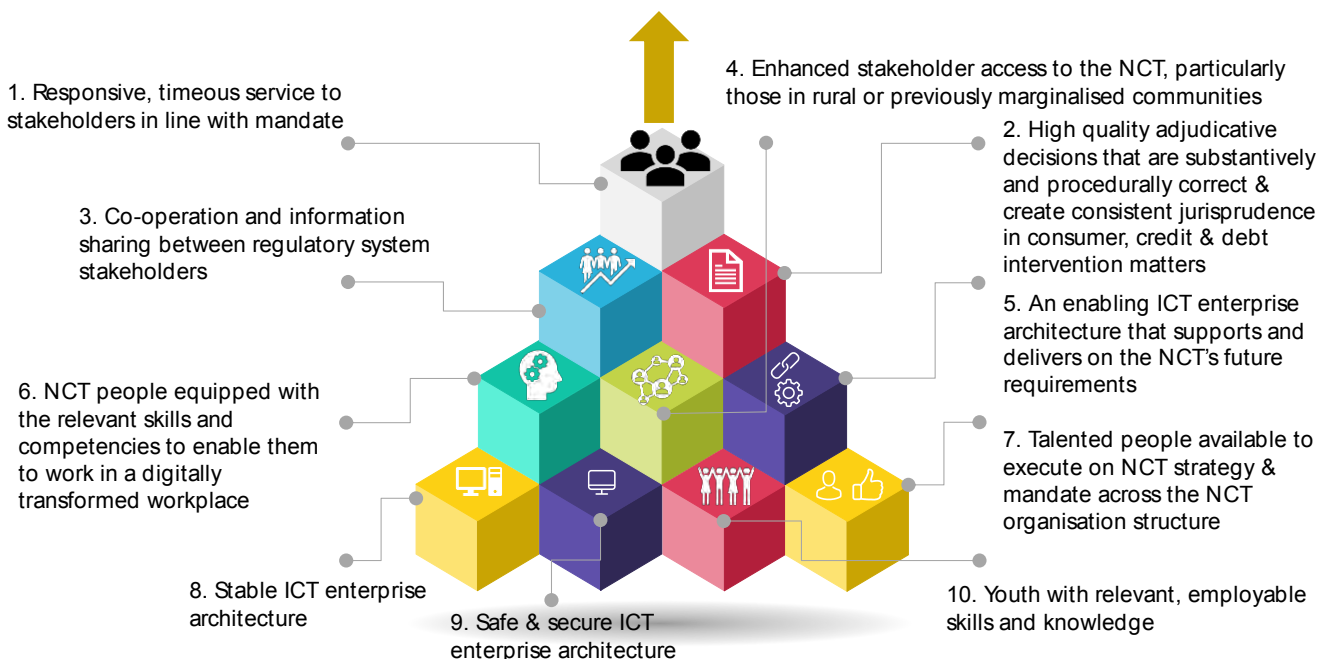 1. Responsive, timeous service to
stakeholders in line with mandate
4. Enhanced stakeholder access to the NCT, particularly
those in rural or previously marginalised communities
2. High quality adjudicative
decisions that are substantively
and procedurally correct &
create consistent jurisprudence
in consumer, credit & debt
intervention matters
3. Co-operation and information
sharing between regulatory system
stakeholders
5. An enabling ICT enterprise
architecture that supports and
delivers on the NCT's future
requirements
6. NCT people equipped with
the relevant skills and
competencies to enable them
to work in a digitally
transformed workplace
7. Talented people available to
execute on NCT strategy &
mandate across the NCT
organisation structure
8. Stable ICT enterprise
architecture
9. Safe & secure ICT
enterprise architecture
10. Youth with relevant, employable
skills and knowledge